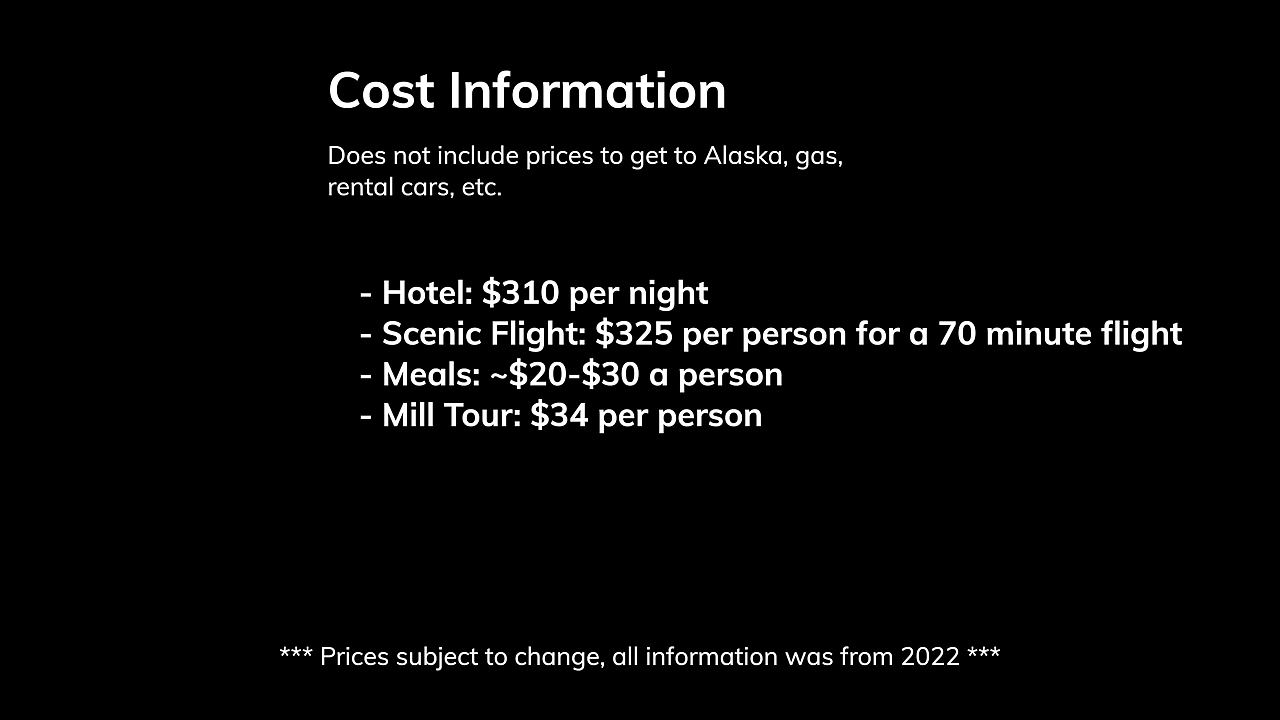 Cost Information
Does not include prices to get to Alaska, gas,
rental cars, etc.
- Hotel: $310 per night
- Scenic Flight: $325 per person for a 70 minute flight
- Meals: ~$20-$30 a person
- Mill Tour: $34 per person
*** Prices subject to change, all information was from 2022 ***